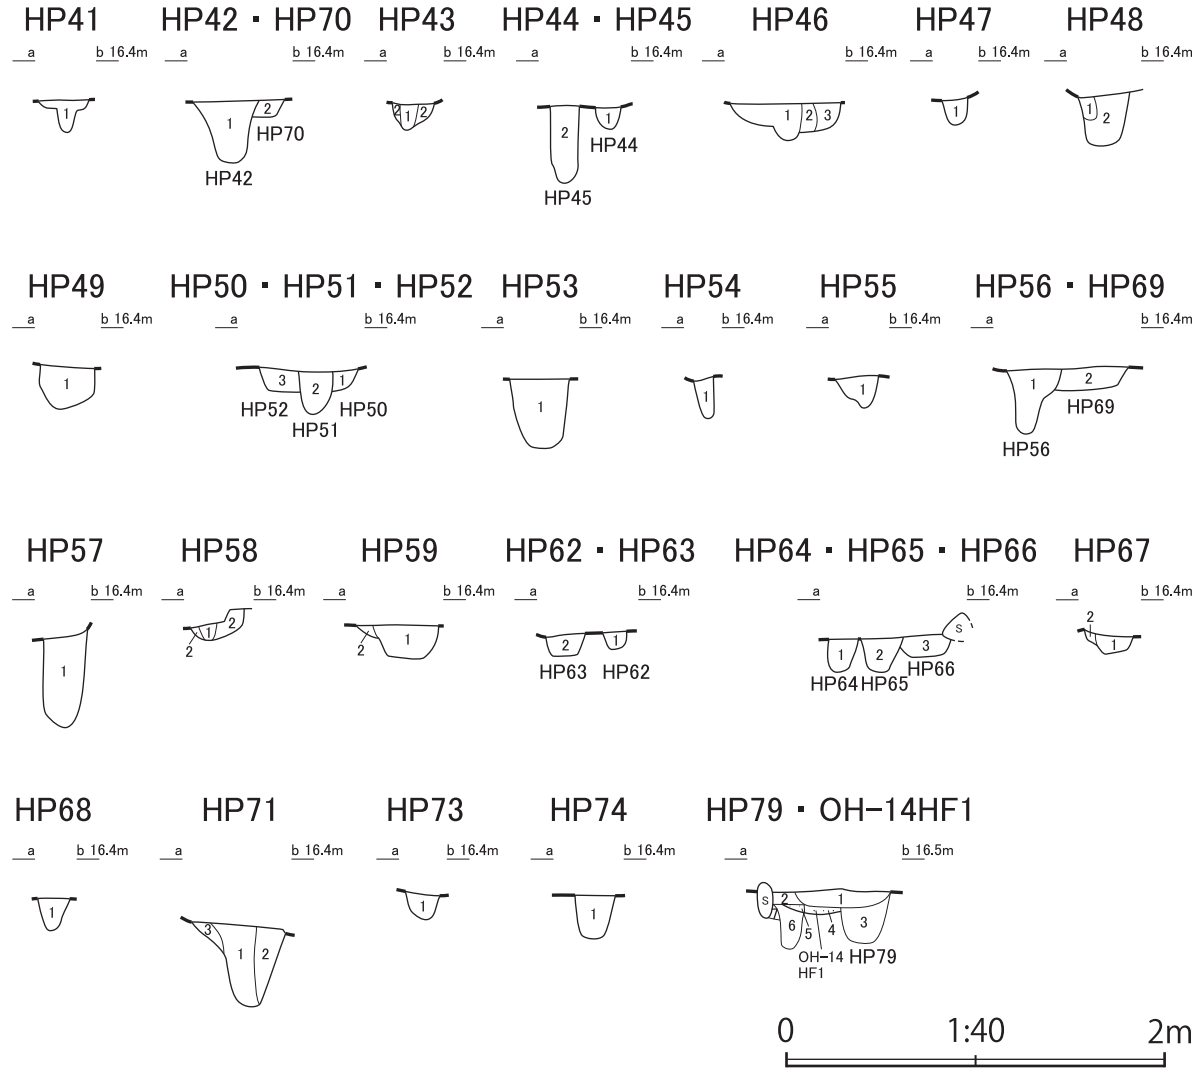 HP41 HP42・HP70 HP43 HP44・HP45 HP46 HP47 HP48
a b 16.4m a b 16.4m a b 16.4m a b 16.4m a b 16.4m a b 16.4m a b 16.4m
1
1 2
HP70
HP42
2 1 2
2 1
HP44
HP45
1 2 3
1
1 2
HP49 HP50・HP51・HP52 HP53 HP54 HP55 HP56・HP69
a b 16.4m a b 16.4m a b 16.4m a b 16.4m a b 16.4m a b 16.4m
1
3 2 1
HP52 HP50
HP51
1
1
1
1 2
HP69
HP56
HP57 HP58 HP59 HP62・HP63 HP64・HP65・HP66 HP67
a b 16.4m a b 16.4m a b 16.4m a b 16.4m a b 16.4m a b 16.4m
1
1 2
2
1
2
2 1
HP63 HP62
S
1 2 3
HP66
HP64 HP65
2
1
HP68 HP71 HP73 HP74 HP79・OH-14HF1
a b 16.4m a b 16.4m a b 16.4m a b 16.4m a b 16.5m
1
3 1 2
1
1
S 2 1
7 6 5 4 3
OH-14 HP79
HF1
0 1:40 2m